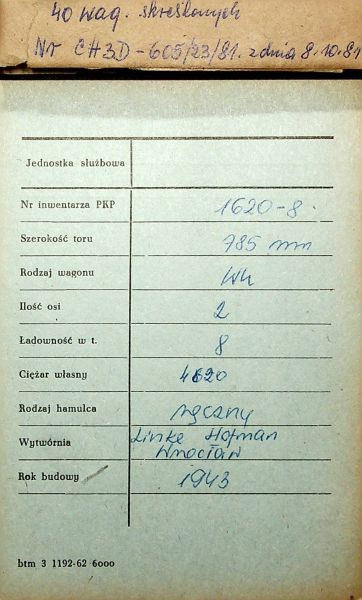 40 wag. skreślonych
Nr CH3D-605/23/81. z dnia 8.10.81
Jednostka służbowa
Nr inwentarza PKP 1620-8.
Szerokość toru 785 mm
Rodzaj wagonu Wh
Ilość osi 2
Ładowność w t. 8
Ciężar własny 4620
Rodzaj hamulca ręczny
Linke Hofman
Wytwórnia Wrocław
Rok budowy 1943
btm 3 1192-62 6000